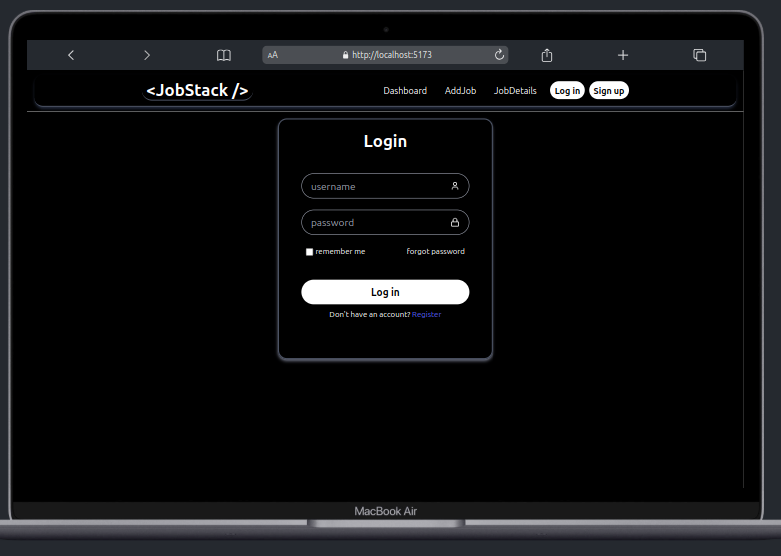 AA http://localhost:5173
<JobStack /> Dashboard AddJob JobDetails Log in Sign up
Login
username
password
remember me forgot password
Log in
Don't have an account? Register
MacBook Air